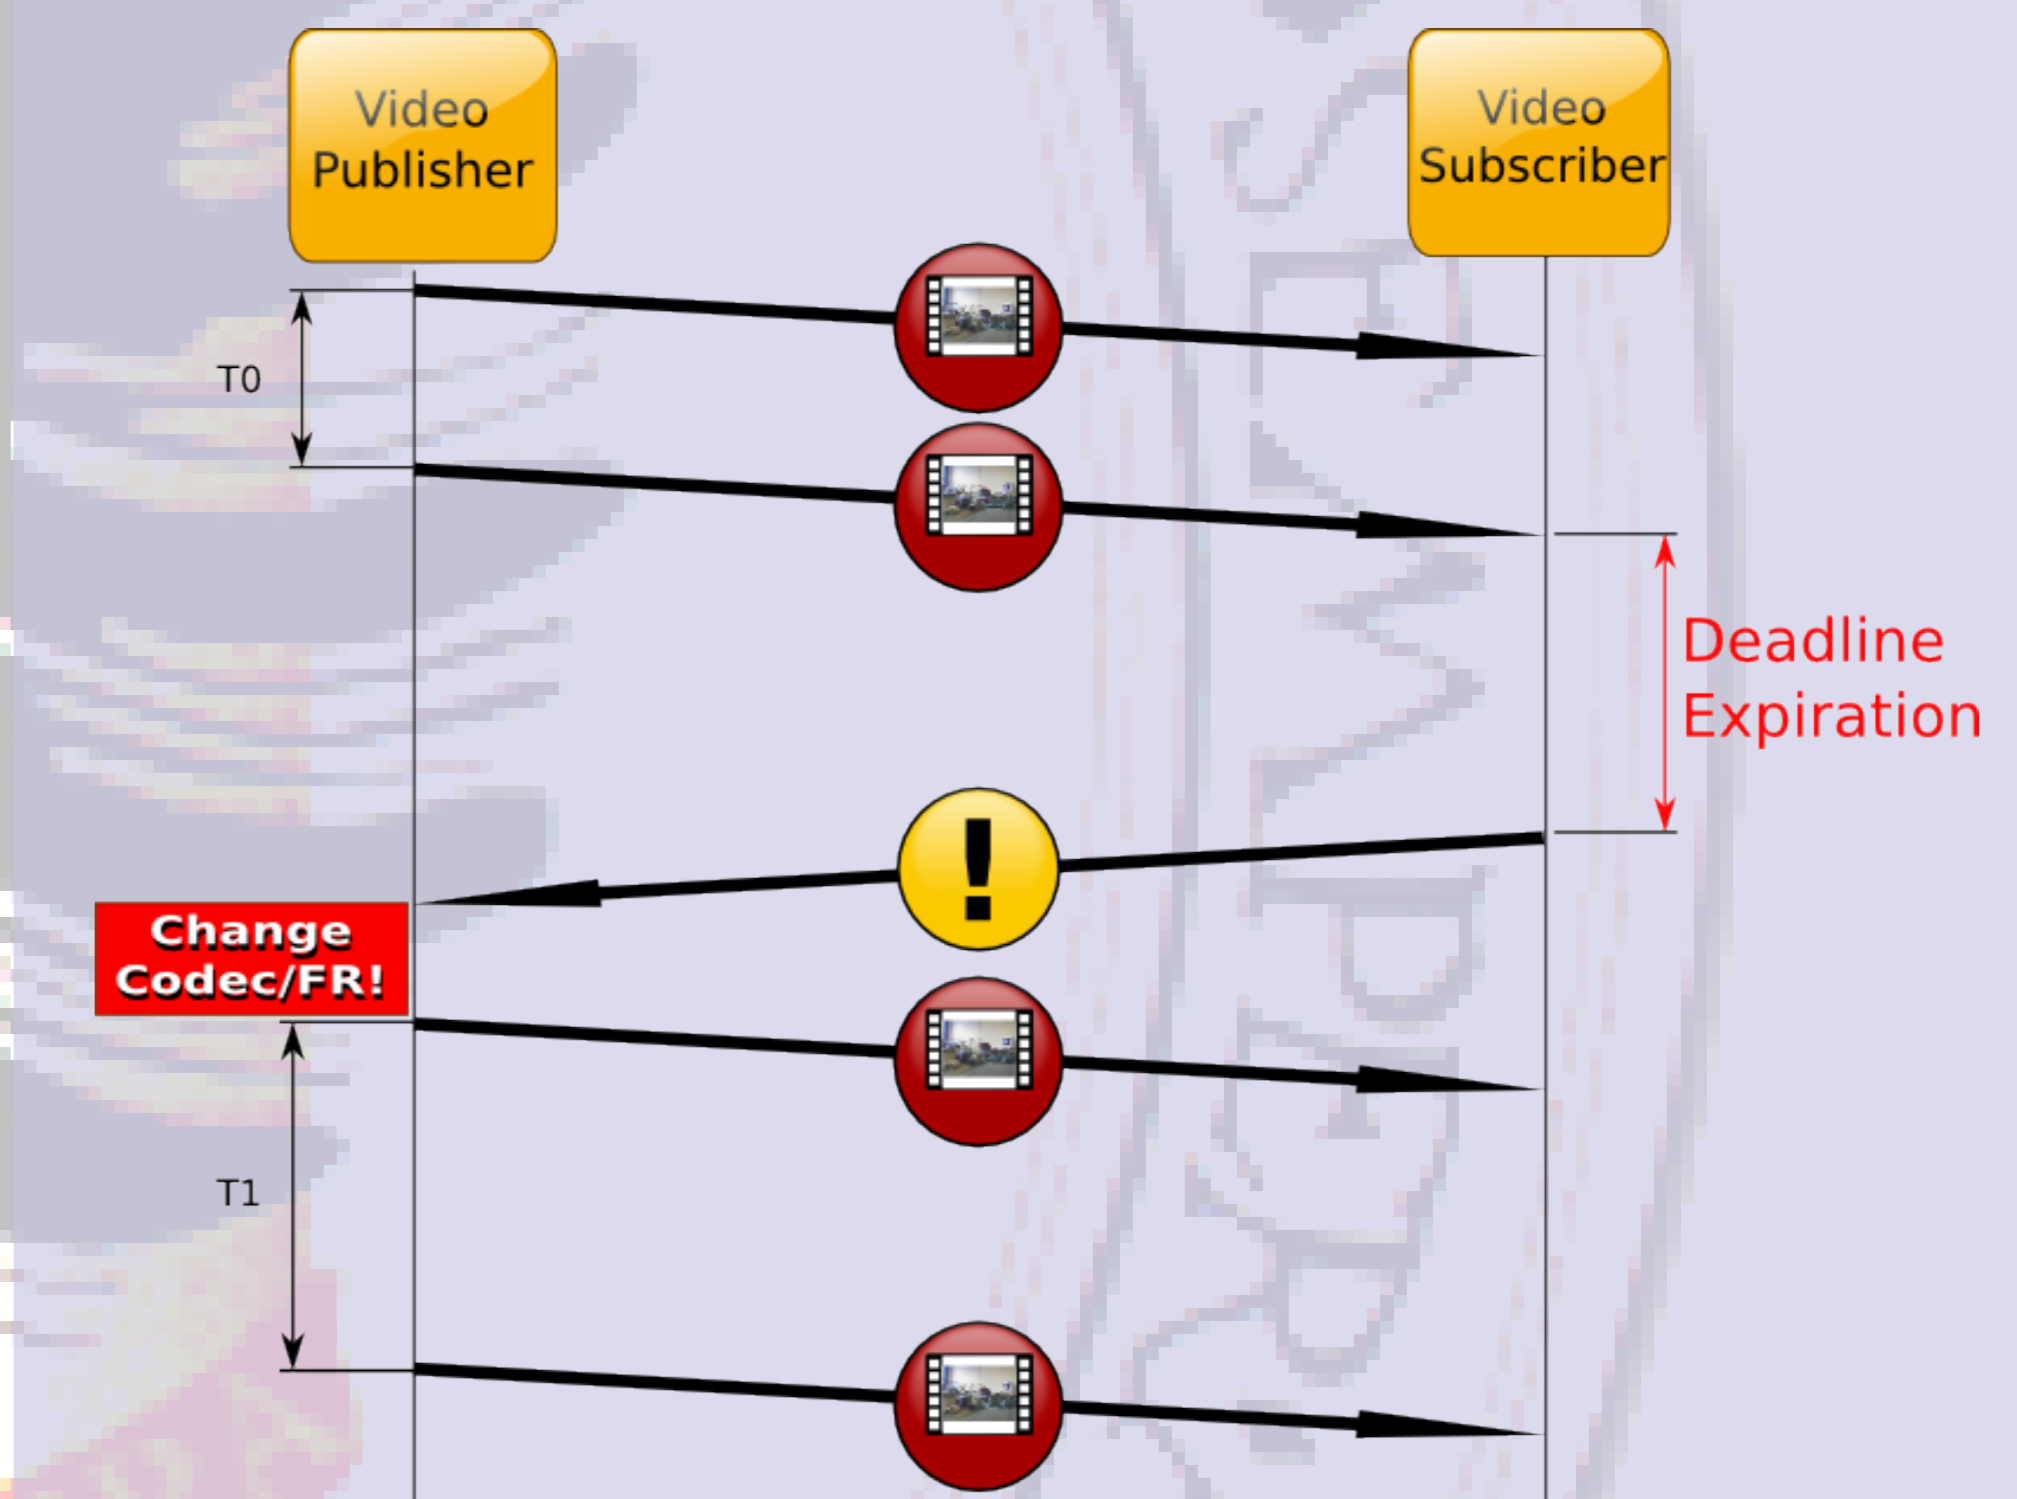 Video
Publisher
Video
Subscriber
T0
Deadline
Expiration
!
Change
Codec/FR!
T1